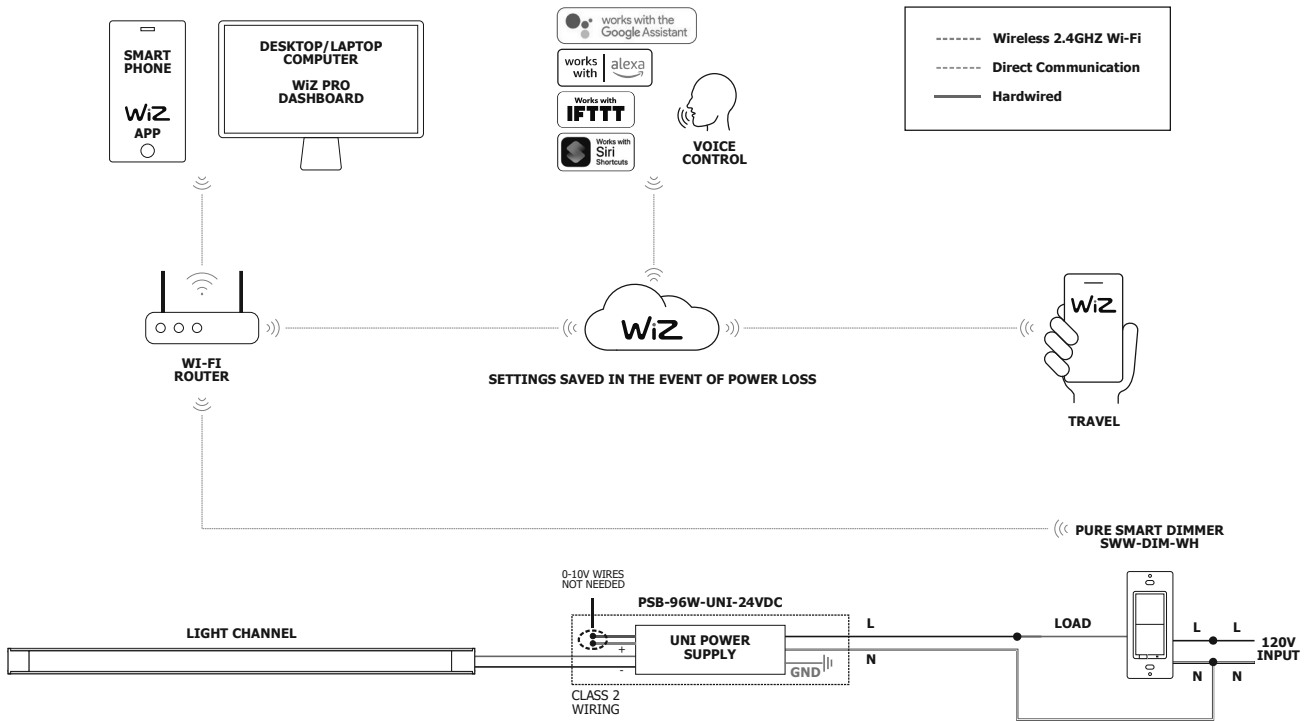 SMART
PHONE
WiZ
APP
DESKTOP/LAPTOP
COMPUTER
WiZ PRO
DASHBOARD
works with the
Google Assistant
works
with
alexa
Works with
IFTTT
Works with
Siri
Shortcuts
VOICE
CONTROL
Wireless 2.4GHZ Wi-Fi
Direct Communication
Hardwired
WI-FI
ROUTER
WiZ
SETTINGS SAVED IN THE EVENT OF POWER LOSS
WiZ
TRAVEL
PURE SMART DIMMER
SWW-DIM-WH
0-10V WIRES
NOT NEEDED
PSB-96W-UNI-24VDC
LIGHT CHANNEL
UNI POWER
SUPPLY
+
-
GND
CLASS 2
WIRING
L
N
LOAD
L
L
120V
INPUT
N
N